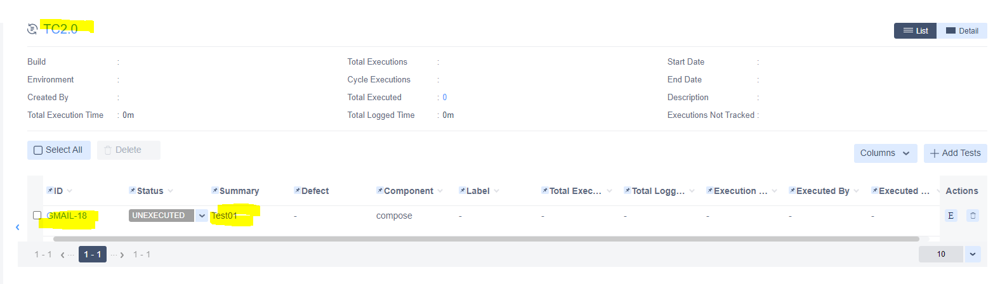 TC2.0
List Detail
Build : Total Executions : Start Date :
Environment : Cycle Executions : End Date :
Created By : Total Executed : 0 Description :
Total Execution Time : 0m Total Logged Time : 0m Executions Not Tracked :
Select All Delete
Columns + Add Tests
ID Status Summary Defect Component Label Total Exec... Total Logg... Execution ... Executed By Executed ... Actions
GMAIL-18 UNEXECUTED Test01 - compose - - - - - - E
1 - 1 ... 1 - 1 ... 1 - 1 10